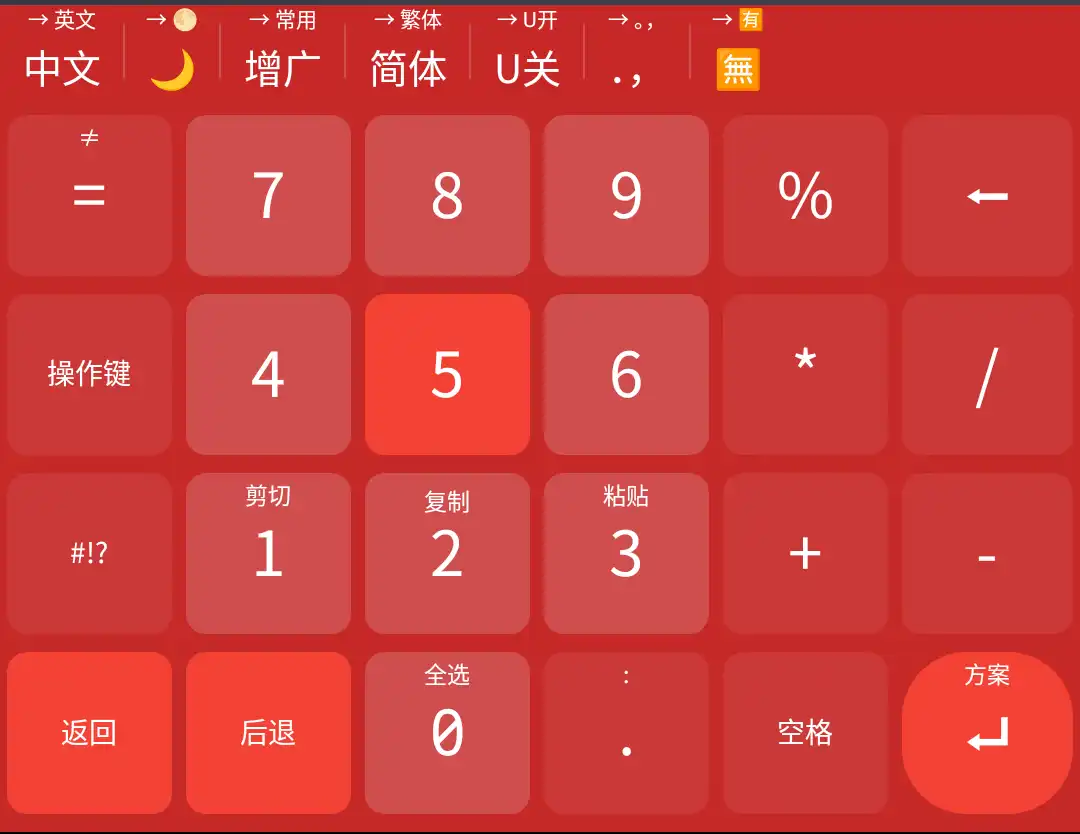 → 英文 → 🌕 → 常用 → 繁体 → U开 → 。， → 🈶
中文 🌙 增广 简体 U关 .， 🈚
≠
= 7 8 9 % ←
操作键 4 5 6 * /
剪切 复制 粘贴
#!? 1 2 3 + -
全选 : 方案
返回 后退 0 . 空格 ↵